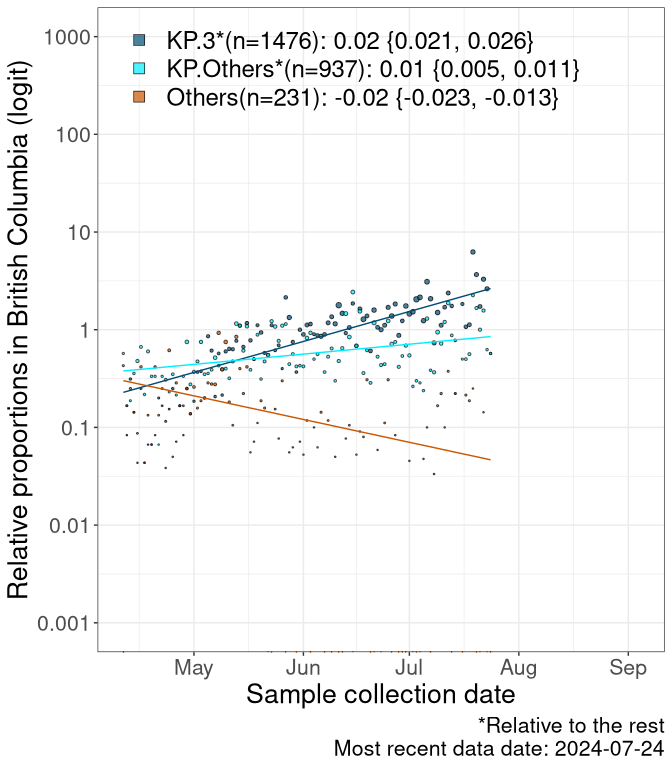 KP.3*(n=1476): 0.02 {0.021, 0.026}
KP.Others*(n=937): 0.01 {0.005, 0.011}
Others(n=231): -0.02 {-0.023, -0.013}
Relative proportions in British Columbia (logit)
1000
100
10
1
0.1
0.01
0.001
May Jun Jul Aug Sep
Sample collection date
*Relative to the rest
Most recent data date: 2024-07-24